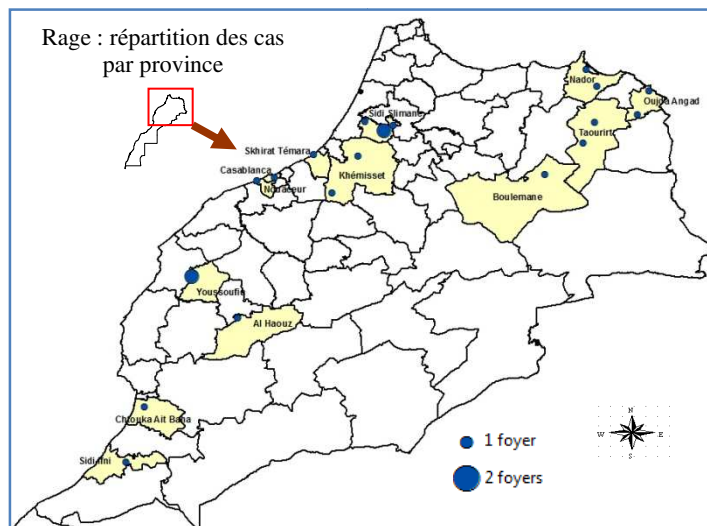 Rage : répartition des cas
par province
Nador
Oujda Angad
Sidi Slimane
Taourirt
Skhirat Témara
Khémisset
Casablanca
Nouaceur
Boulemane
Youssoufia
Al Haouz
Chtouka Ait Baha
Sidi Ifni
N
W E
S
1 foyer
2 foyers